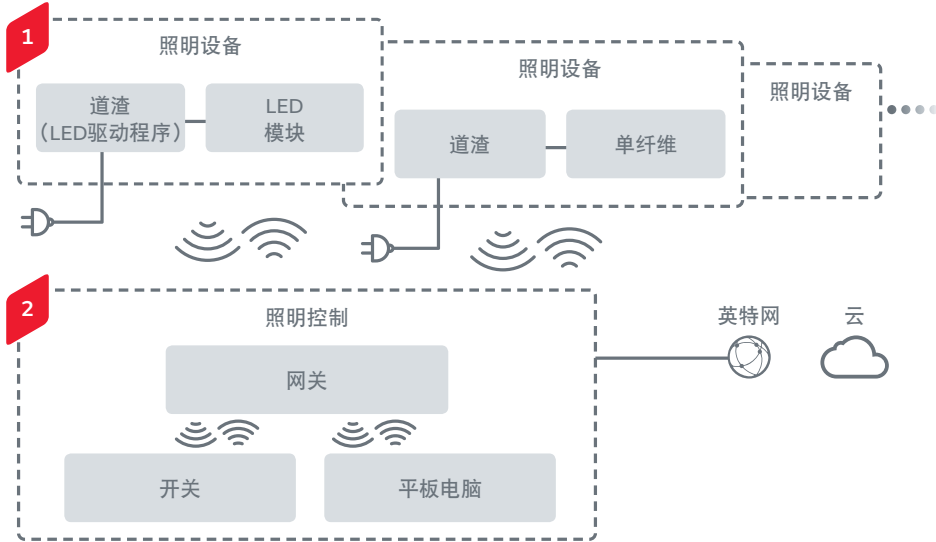 1
照明设备
道渣
（LED驱动程序）
LED
模块
照明设备
道渣
单纤维
照明设备
2
照明控制
网关
开关
平板电脑
英特网
云